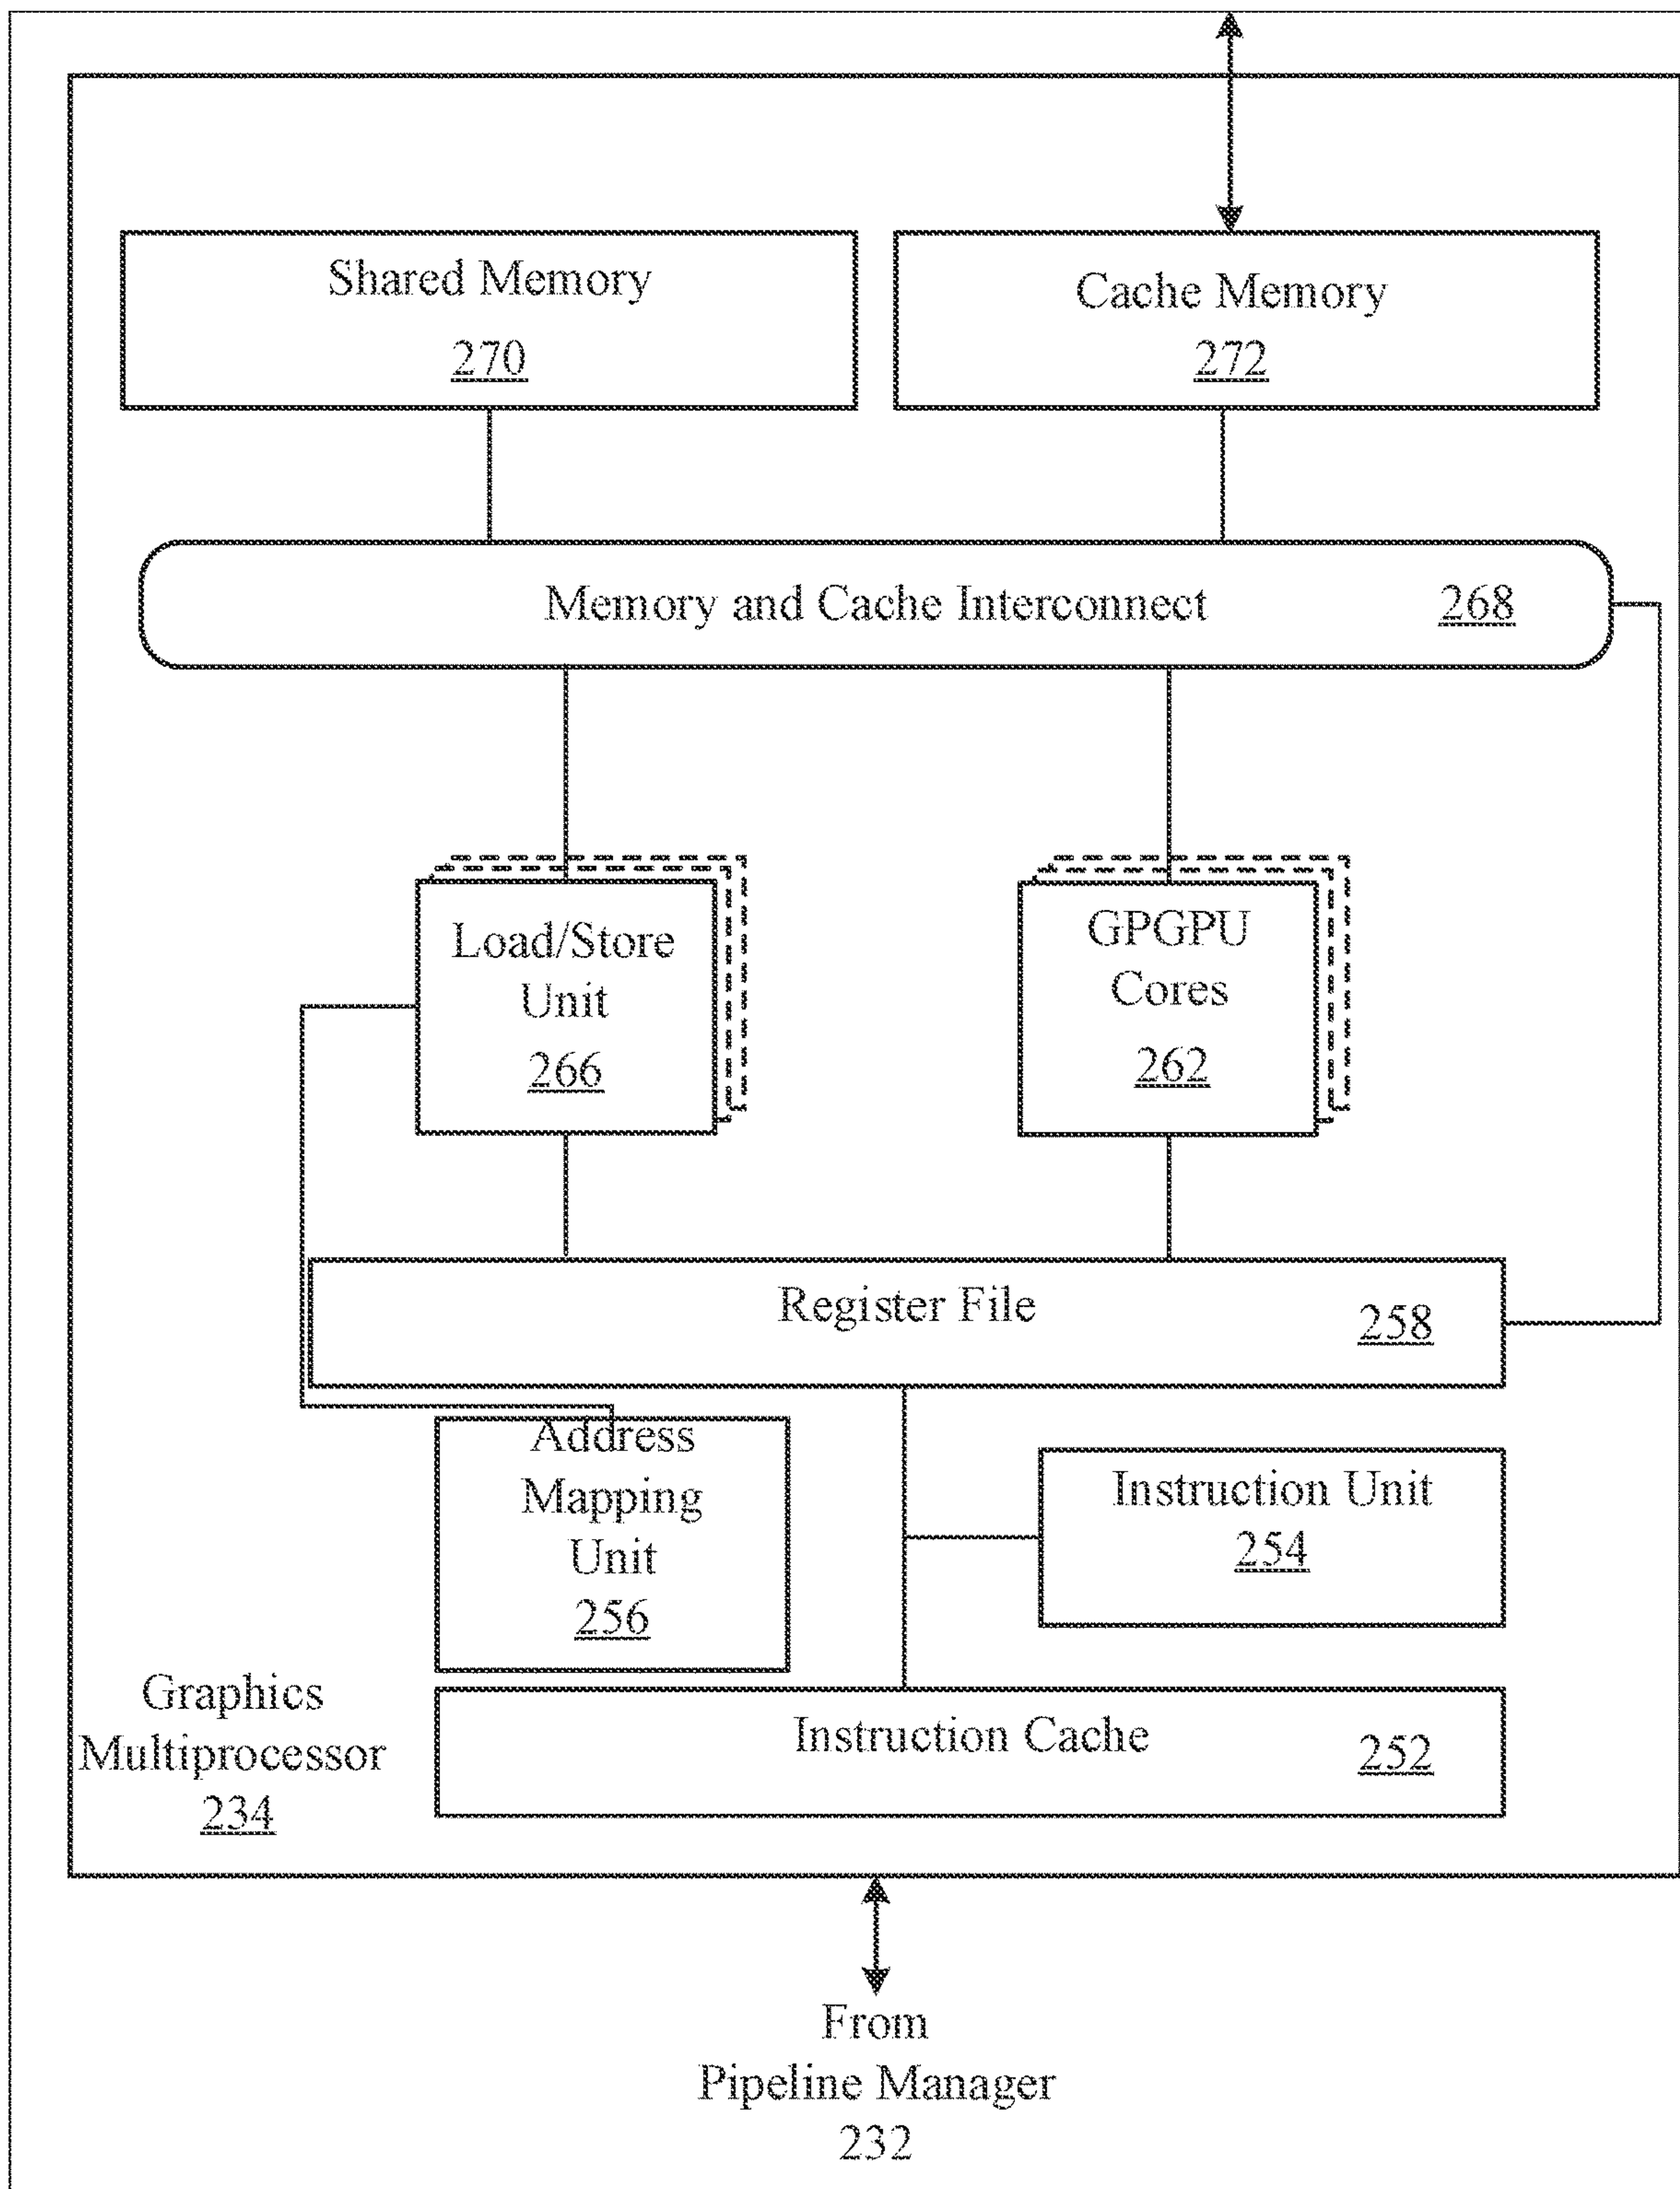 Shared Memory
270
Cache Memory
272
Memory and Cache Interconnect 268
Load/Store
Unit
266
GPGPU
Cores
262
Register File 258
Address
Mapping
Unit
256
Instruction Unit
254
Graphics
Multiprocessor
234
Instruction Cache 252
From
Pipeline Manager
232